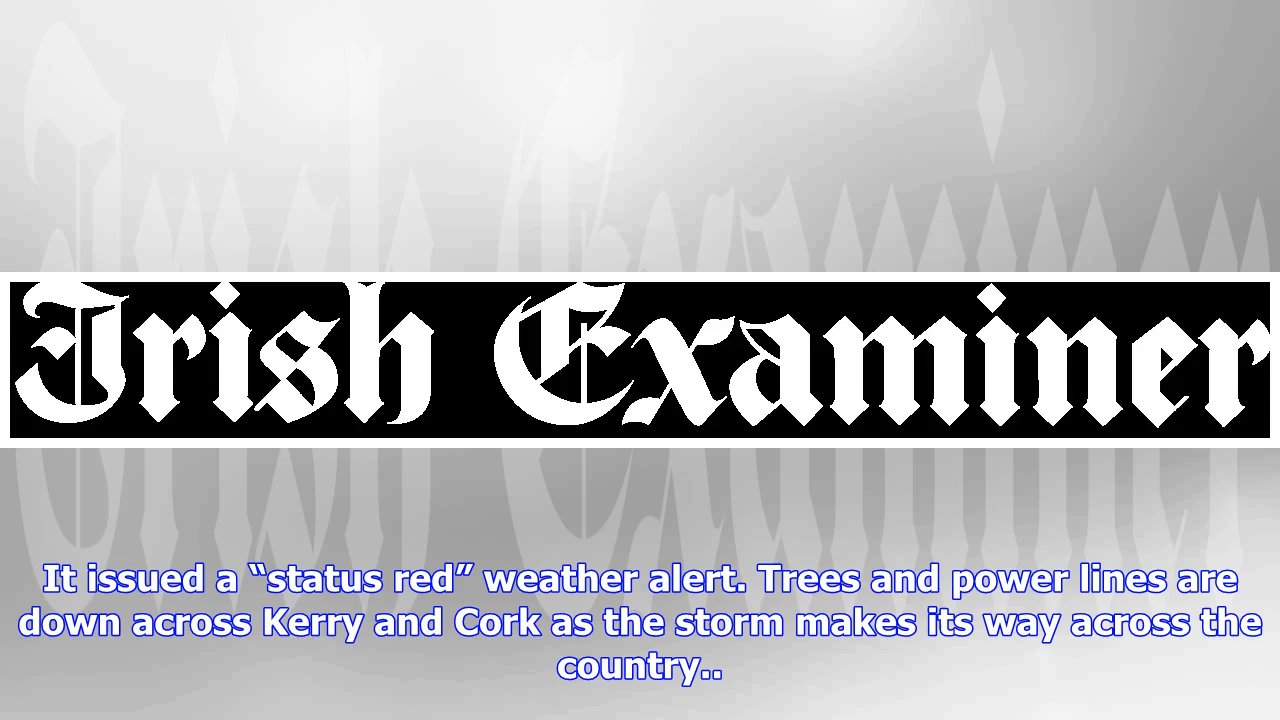 Irish Examiner
It issued a “status red” weather alert. Trees and power lines are
down across Kerry and Cork as the storm makes its way across the
country..